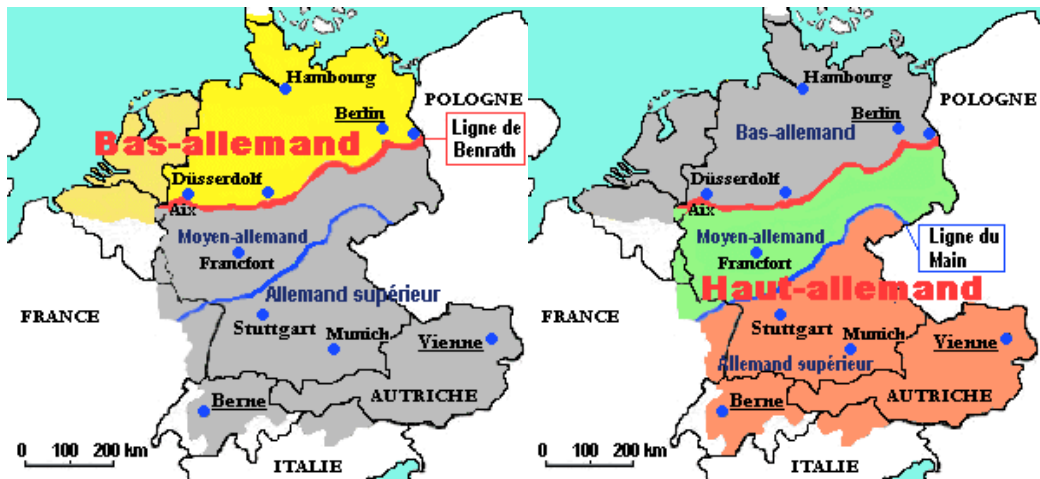 Hambourg
POLOGNE
Berlin
Bas-allemand
Ligne de
Benrath
Düsserdolf
Aix
Moyen-allemand
Francfort
Allemand supérieur
FRANCE
Stuttgart
Munich
Vienne
AUTRICHE
Berne
0 100 200 km
ITALIE
Hambourg
POLOGNE
Berlin
Bas-allemand
Düsserdolf
Aix
Moyen-allemand
Ligne du
Main
Francfort
Haut-allemand
FRANCE
Stuttgart
Munich
Vienne
Allemand supérieur
AUTRICHE
Berne
0 100 200 km
ITALIE